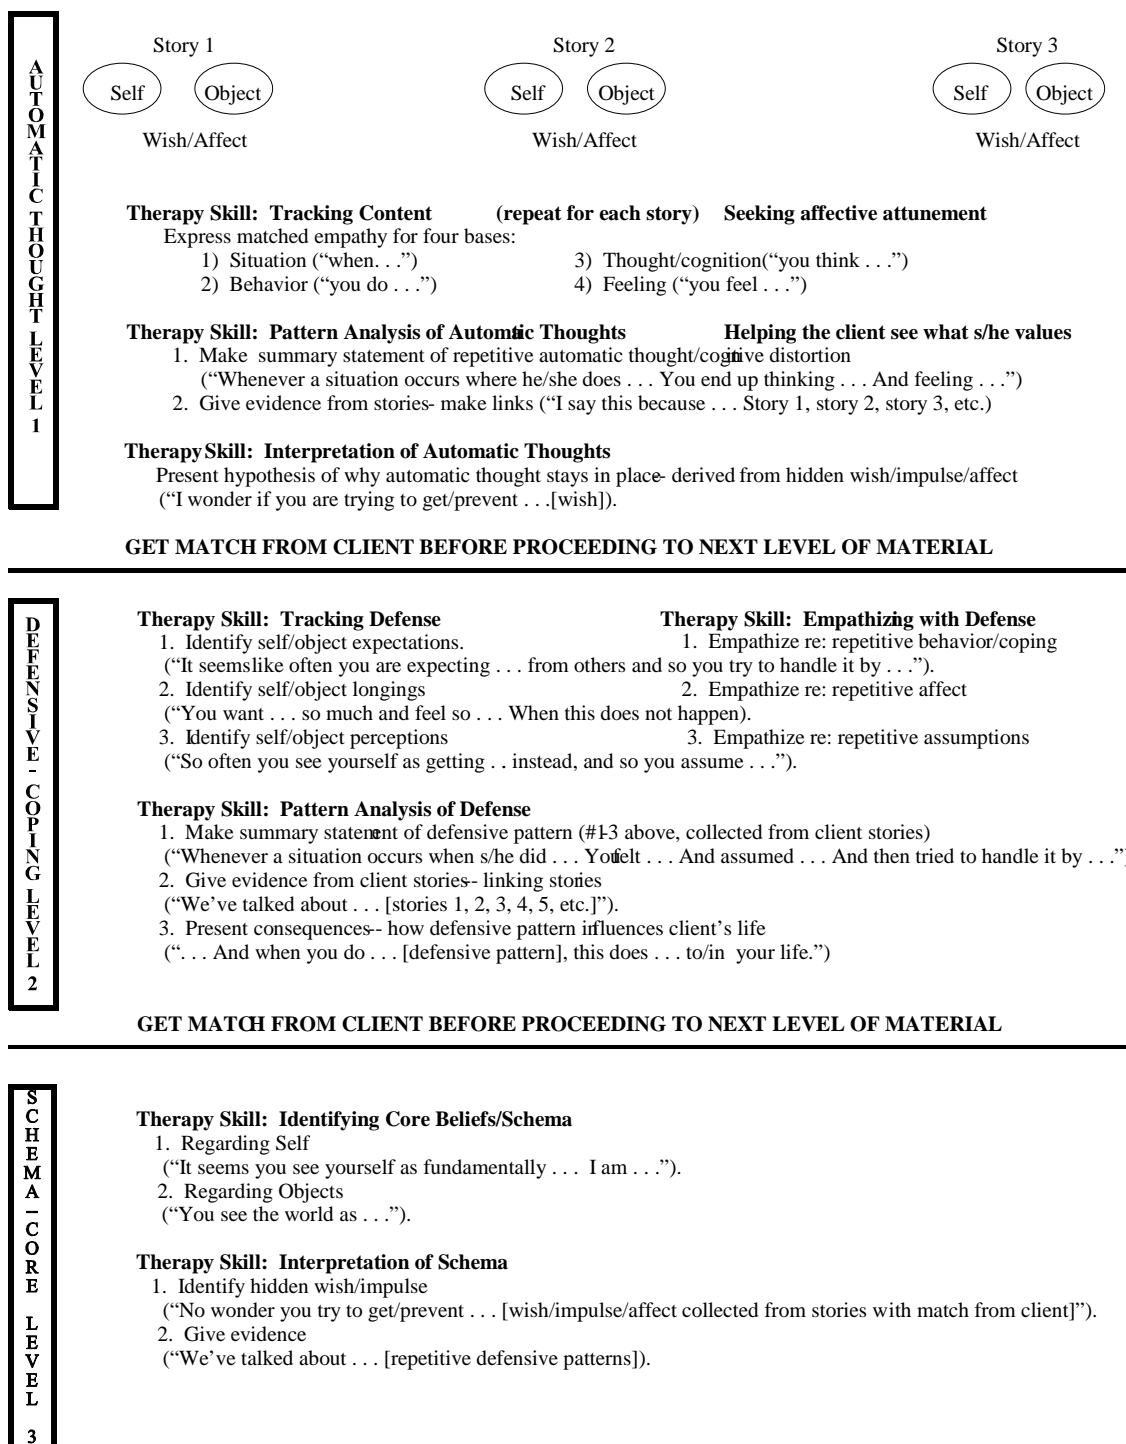 AUTOMATIC THOUGHT LEVEL 1
Story 1 Story 2 Story 3
Self Object Self Object Self Object
Wish/Affect Wish/Affect Wish/Affect
Therapy Skill: Tracking Content (repeat for each story) Seeking affective attunement
Express matched empathy for four bases:
1) Situation (“when. . .”) 3) Thought/cognition(“you think . . .”)
2) Behavior (“you do . . .”) 4) Feeling (“you feel . . .”)
Therapy Skill: Pattern Analysis of Automatic Thoughts Helping the client see what s/he values
1. Make summary statement of repetitive automatic thought/cognitive distortion
(“Whenever a situation occurs where he/she does . . . You end up thinking . . . And feeling . . .”)
2. Give evidence from stories- make links (“I say this because . . . Story 1, story 2, story 3, etc.)
Therapy Skill: Interpretation of Automatic Thoughts
Present hypothesis of why automatic thought stays in place- derived from hidden wish/impulse/affect
(“I wonder if you are trying to get/prevent . . .[wish]).
GET MATCH FROM CLIENT BEFORE PROCEEDING TO NEXT LEVEL OF MATERIAL
DEFENSIVE-COPING LEVEL 2
Therapy Skill: Tracking Defense Therapy Skill: Empathizing with Defense
1. Identify self/object expectations. 1. Empathize re: repetitive behavior/coping
(“It seems like often you are expecting . . . from others and so you try to handle it by . . .”).
2. Identify self/object longings 2. Empathize re: repetitive affect
(“You want . . . so much and feel so . . . When this does not happen).
3. Identify self/object perceptions 3. Empathize re: repetitive assumptions
(“So often you see yourself as getting . . instead, and so you assume . . .”).
Therapy Skill: Pattern Analysis of Defense
1. Make summary statement of defensive pattern (#1-3 above, collected from client stories)
(“Whenever a situation occurs when s/he did . . . You felt . . . And assumed . . . And then tried to handle it by . . .”)
2. Give evidence from client stories-- linking stories
(“We’ve talked about . . . [stories 1, 2, 3, 4, 5, etc.]”).
3. Present consequences-- how defensive pattern influences client’s life
(“. . . And when you do . . . [defensive pattern], this does . . . to/in your life.”)
GET MATCH FROM CLIENT BEFORE PROCEEDING TO NEXT LEVEL OF MATERIAL
SCHEMA–CORE LEVEL 3
Therapy Skill: Identifying Core Beliefs/Schema
1. Regarding Self
(“It seems you see yourself as fundamentally . . . I am . . .”).
2. Regarding Objects
(“You see the world as . . .”).
Therapy Skill: Interpretation of Schema
1. Identify hidden wish/impulse
(“No wonder you try to get/prevent . . . [wish/impulse/affect collected from stories with match from client]”).
2. Give evidence
(“We’ve talked about . . . [repetitive defensive patterns]).